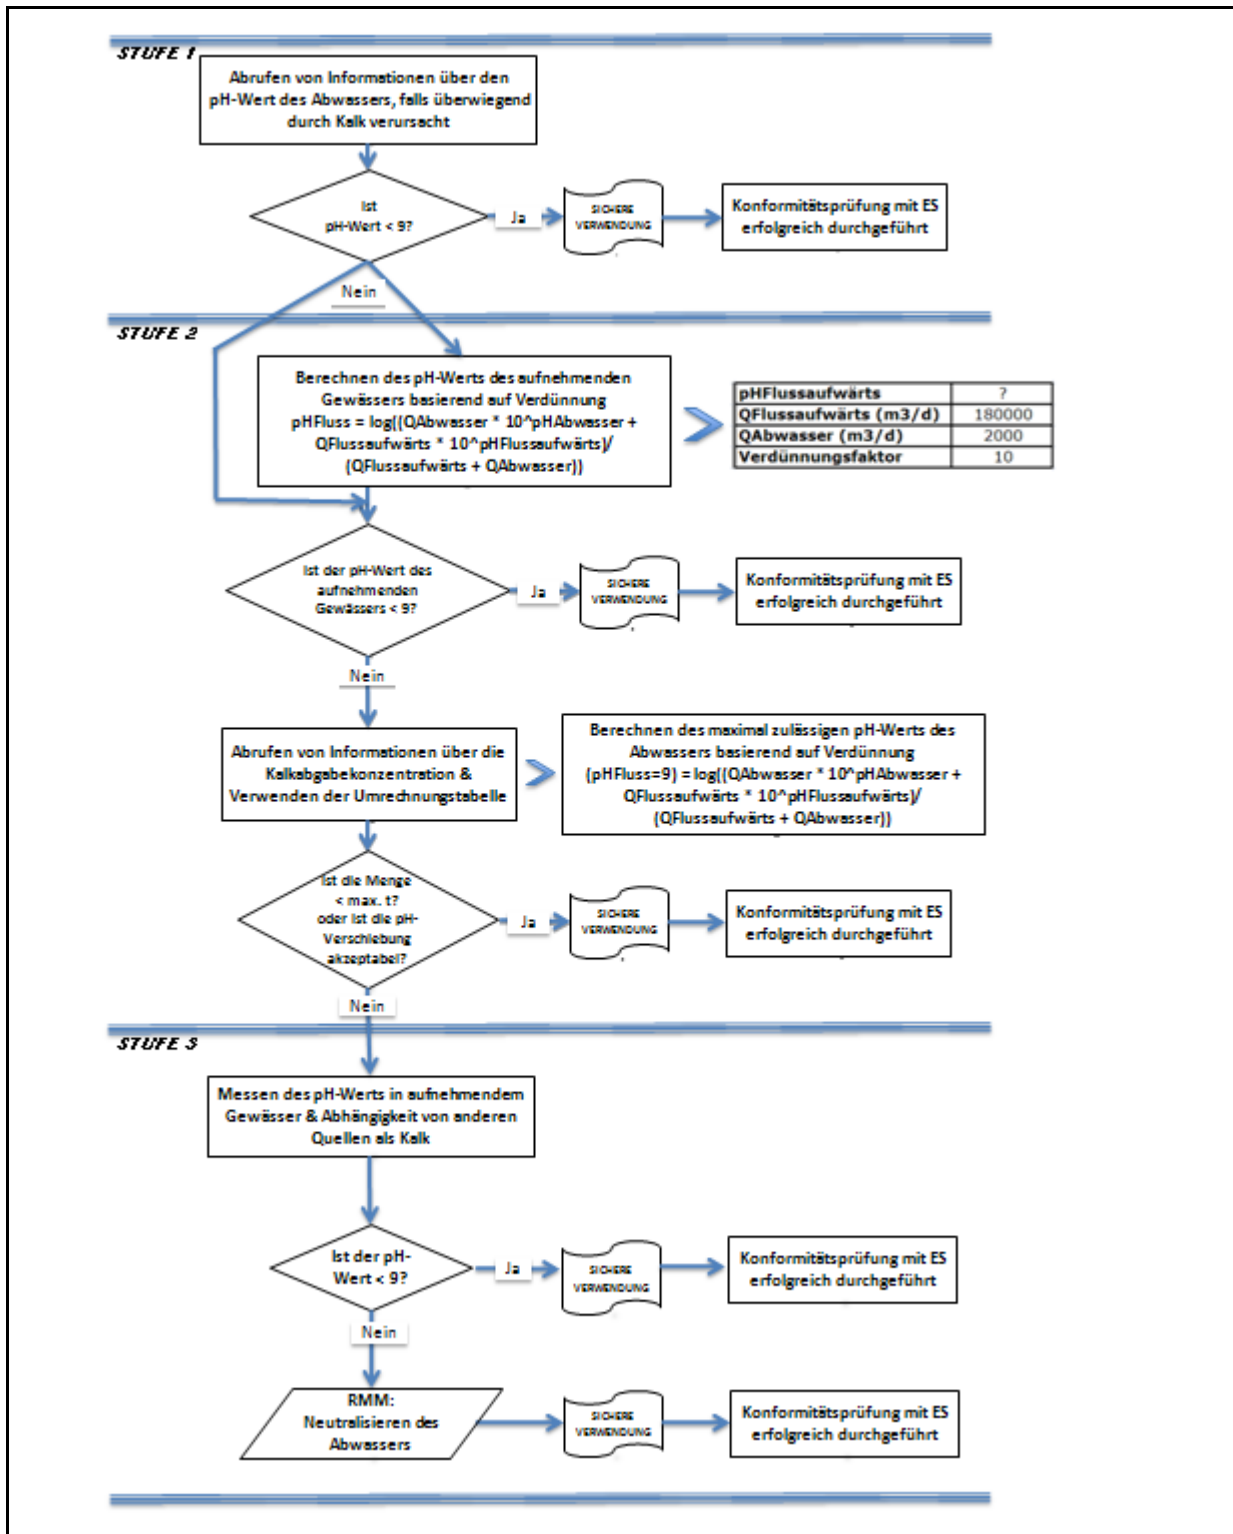 STUFE 1
Abrufen von Informationen über den
pH-Wert des Abwassers, falls überwiegend
durch Kalk verursacht
Ist
pH-Wert < 9?
Ja
SICHERE
VERWENDUNG
Konformitätsprüfung mit ES
erfolgreich durchgeführt
Nein
STUFE 2
Berechnen des pH-Werts des aufnehmenden
Gewässers basierend auf Verdünnung
pHFluss = log((QAbwasser * 10^pHAbwasser +
QFlussaufwärts * 10^pHFlussaufwärts)/
(QFlussaufwärts + QAbwasser))
pHFlussaufwärts ?
QFlussaufwärts (m3/d) 180000
QAbwasser (m3/d) 2000
Verdünnungsfaktor 10
Ist der pH-Wert des
aufnehmenden
Gewässers < 9?
Ja
SICHERE
VERWENDUNG
Konformitätsprüfung mit ES
erfolgreich durchgeführt
Nein
Abrufen von Informationen über die
Kalkabgabekonzentration &
Verwenden der Umrechnungstabelle
Berechnen des maximal zulässigen pH-Werts des
Abwassers basierend auf Verdünnung
(pHFluss=9) = log((QAbwasser * 10^pHAbwasser +
QFlussaufwärts * 10^pHFlussaufwärts)/
(QFlussaufwärts + QAbwasser))
Ist die Menge
< max. t?
oder ist die pH-
Verschiebung
akzeptabel?
Ja
SICHERE
VERWENDUNG
Konformitätsprüfung mit ES
erfolgreich durchgeführt
Nein
STUFE 3
Messen des pH-Werts in aufnehmendem
Gewässer & Abhängigkeit von anderen
Quellen als Kalk
Ist der pH-
Wert < 9?
Ja
SICHERE
VERWENDUNG
Konformitätsprüfung mit ES
erfolgreich durchgeführt
Nein
RMM:
Neutralisieren des
Abwassers
SICHERE
VERWENDUNG
Konformitätsprüfung mit ES
erfolgreich durchgeführt